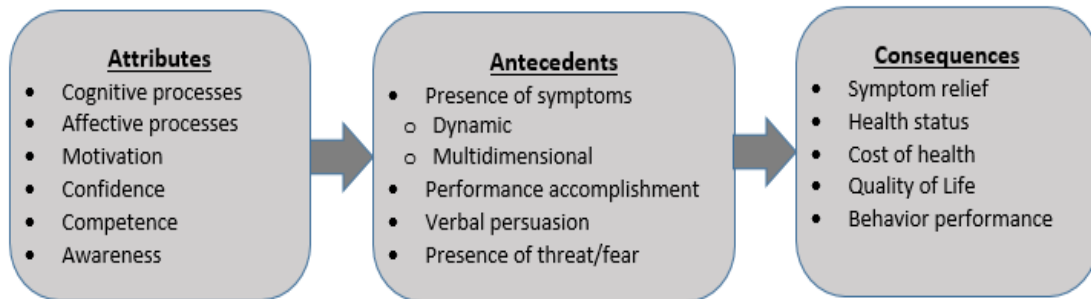 Attributes
• Cognitive processes
• Affective processes
• Motivation
• Confidence
• Competence
• Awareness
Antecedents
• Presence of symptoms
o Dynamic
o Multidimensional
• Performance accomplishment
• Verbal persuasion
• Presence of threat/fear
Consequences
• Symptom relief
• Health status
• Cost of health
• Quality of Life
• Behavior performance